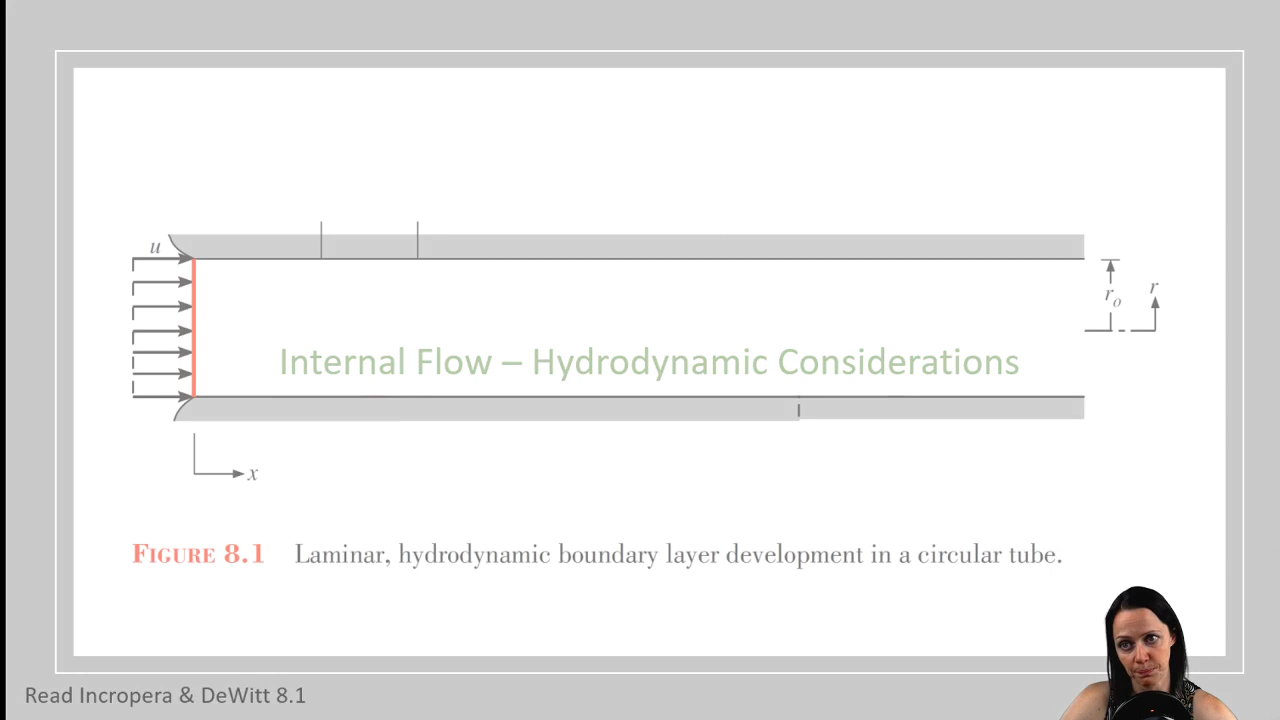 u
r
ro
Internal Flow – Hydrodynamic Considerations
x
FIGURE 8.1 Laminar, hydrodynamic boundary layer development in a circular tube.
Read Incropera & DeWitt 8.1